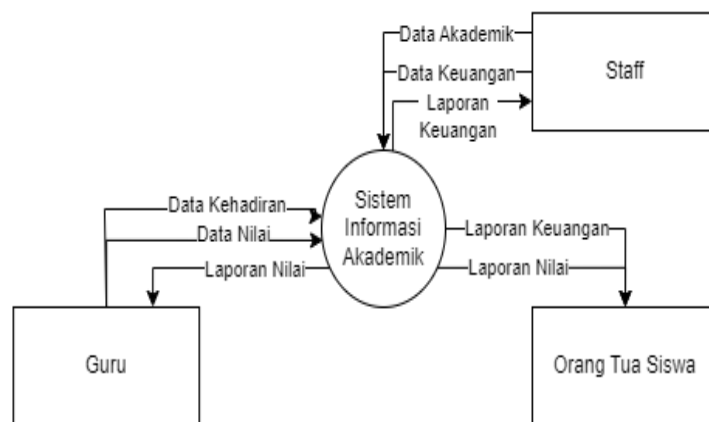 Data Akademik
Data Keuangan
Staff
Laporan
Keuangan
Sistem
Informasi
Akademik
Data Kehadiran
Data Nilai
Laporan Nilai
Laporan Keuangan
Laporan Nilai
Guru
Orang Tua Siswa